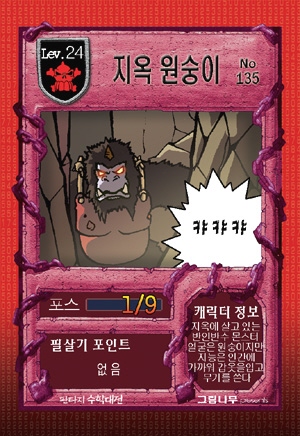 Lev.24
지옥 원숭이
No
135
캬 캬 캬
포스 1/9
필살기 포인트
없음
캐릭터 정보
지옥에 살고 있는
반인반수 몬스터
얼굴은 원숭이지만
지능은 인간에
가까워 갑옷을입고
무기를 쓴다
판타지 수학대전
그림나무